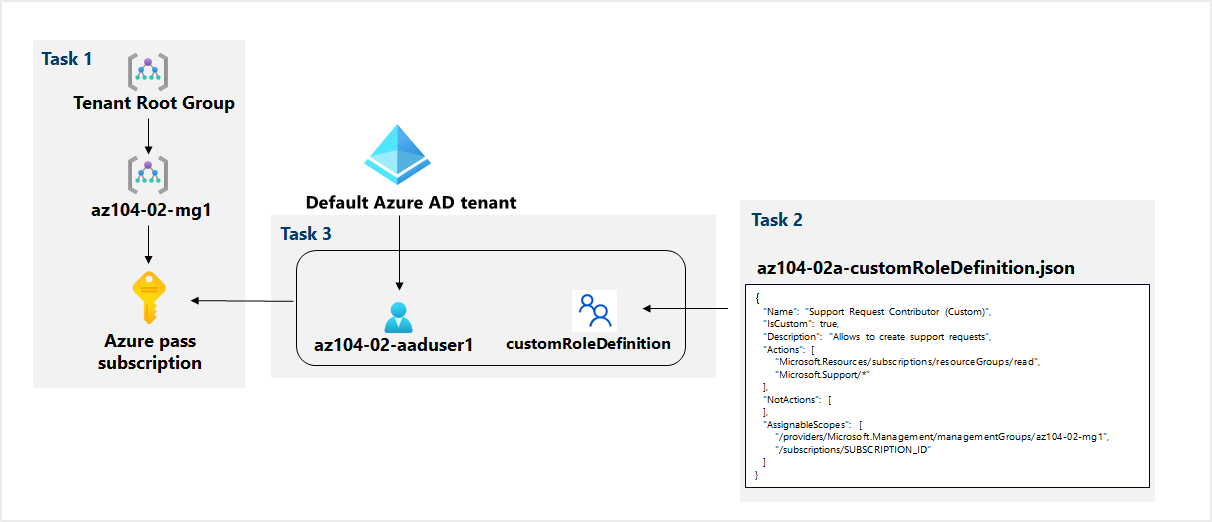 Task 1
Tenant Root Group
az104-02-mg1
Azure pass
subscription
Default Azure AD tenant
Task 3
az104-02-aaduser1
customRoleDefinition
Task 2
az104-02a-customRoleDefinition.json
{
"Name": "Support Request Contributor (Custom)",
"IsCustom": true,
"Description": "Allows to create support requests",
"Actions": [
"Microsoft.Resources/subscriptions/resourceGroups/read",
"Microsoft.Support/*"
],
"NotActions": [
],
"AssignableScopes": [
"/providers/Microsoft.Management/managementGroups/az104-02-mg1",
"/subscriptions/SUBSCRIPTION_ID"
]
}